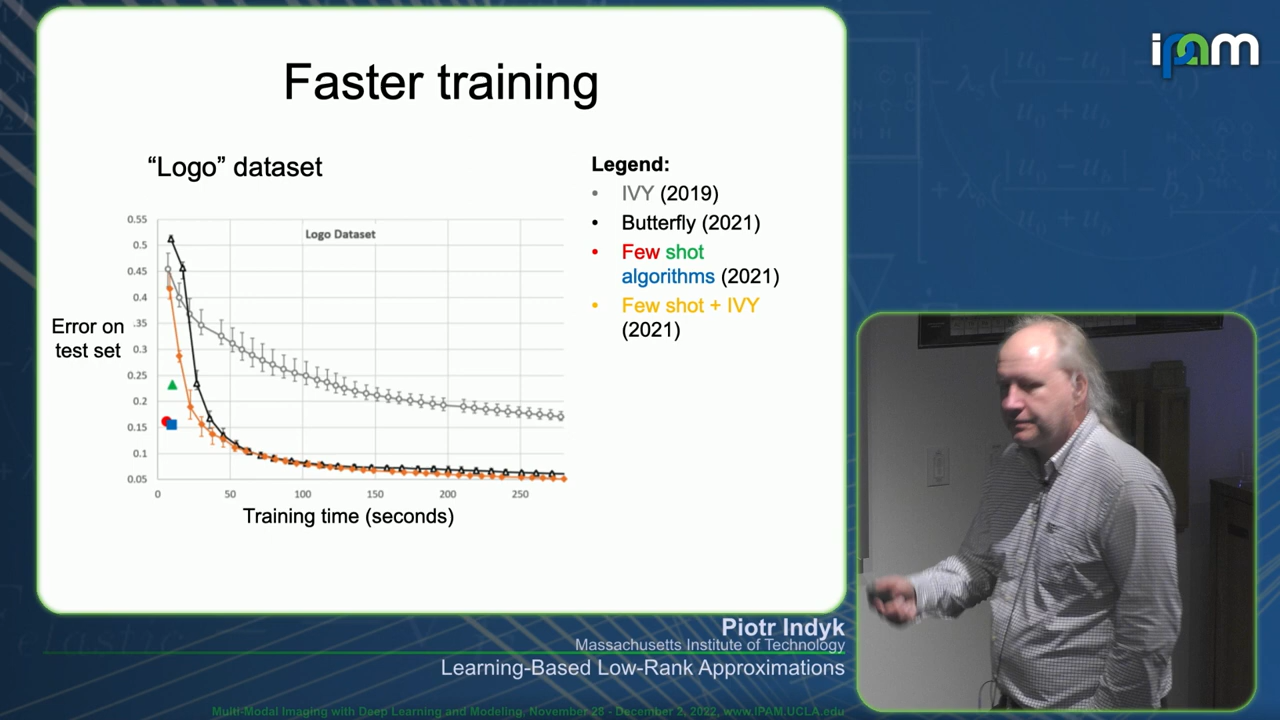 Faster training
ipam
“Logo” dataset
Legend:
• IVY (2019)
• Butterfly (2021)
• Few shot
algorithms (2021)
• Few shot + IVY
(2021)
Logo Dataset
0.55
0.5
0.45
0.4
.35
0.3
0.25
0.2
0.15
0.1
0.05
Error on
test set
0 50 100 150 200 250
Training time (seconds)
Piotr Indyk
Massachusetts Institute of Technology
Learning-Based Low-Rank Approximations
Multi-Modal Imaging with Deep Learning and Modeling, November 28 - December 2, 2022, www.IPAM.UCLA.edu